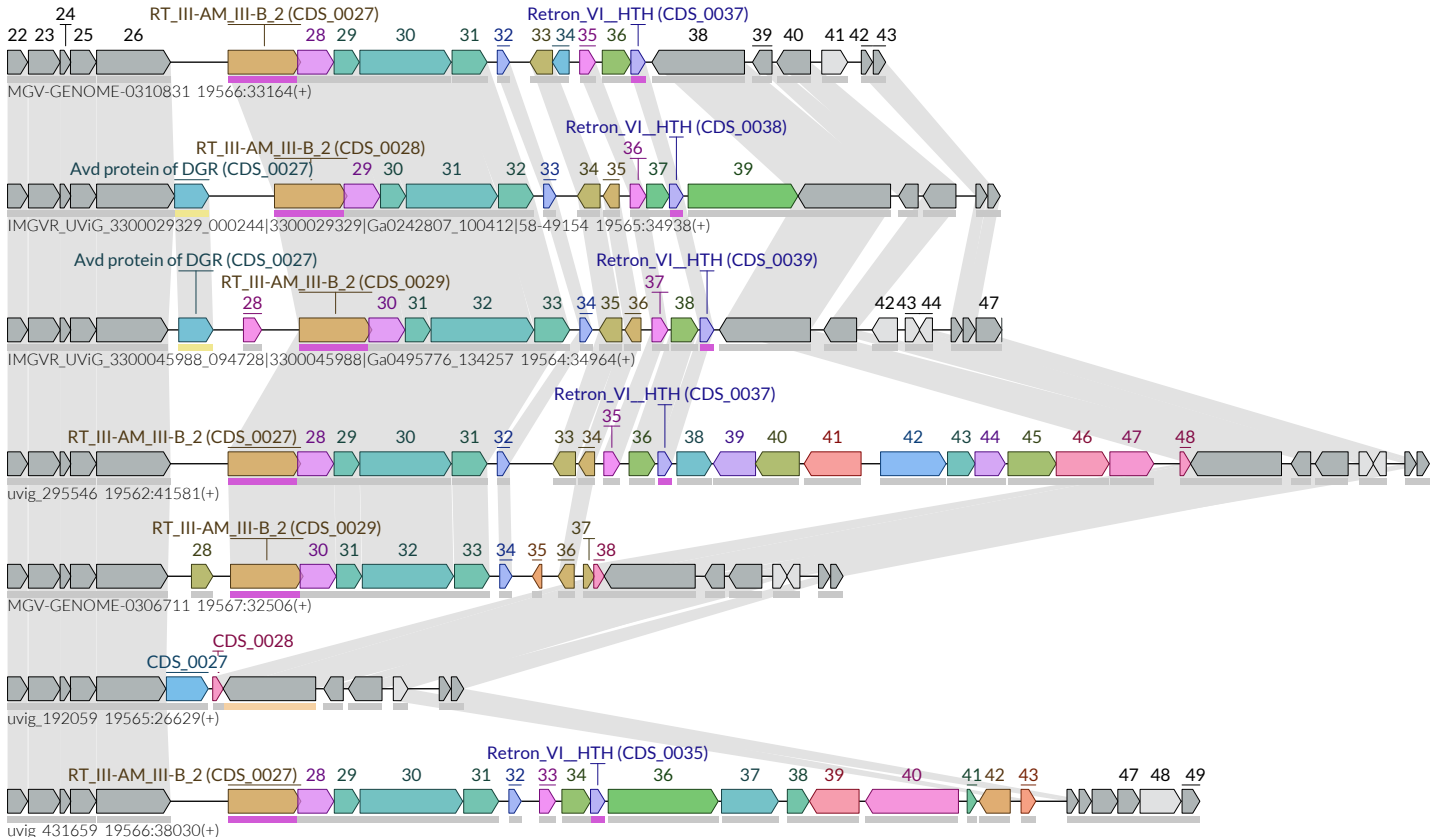 24 RT_III-AM_III-B_2 (CDS_0027) Retron_VI__HTH (CDS_0037)
22 23 25 26 28 29 30 31 32 33 34 35 36 38 39 40 41 42 43
MGV-GENOME-0310831 19566:33164(+)
Retron_VI__HTH (CDS_0038)
RT_III-AM_III-B_2 (CDS_0028) 36
Avd protein of DGR (CDS_0027) 29 30 31 32 33 34 35 37 39
IMGVR_UViG_3300029329_000244|3300029329|Ga0242807_100412|58-49154 19565:34938(+)
Avd protein of DGR (CDS_0027) Retron_VI__HTH (CDS_0039)
RT_III-AM_III-B_2 (CDS_0029) 37
28 30 31 32 33 34 35 36 38 42 43 44 47
IMGVR_UViG_3300045988_094728|3300045988|Ga0495776_134257 19564:34964(+)
Retron_VI__HTH (CDS_0037)
35
RT_III-AM_III-B_2 (CDS_0027) 28 29 30 31 32 33 34 36 38 39 40 41 42 43 44 45 46 47 48
uvig_295546 19562:41581(+)
RT_III-AM_III-B_2 (CDS_0029) 37
28 30 31 32 33 34 35 36 38
MGV-GENOME-0306711 19567:32506(+)
CDS_0028
CDS_0027
uvig_192059 19565:26629(+)
Retron_VI__HTH (CDS_0035)
RT_III-AM_III-B_2 (CDS_0027) 28 29 30 31 32 33 34 36 37 38 39 40 41 42 43 47 48 49
uvig_431659 19566:38030(+)